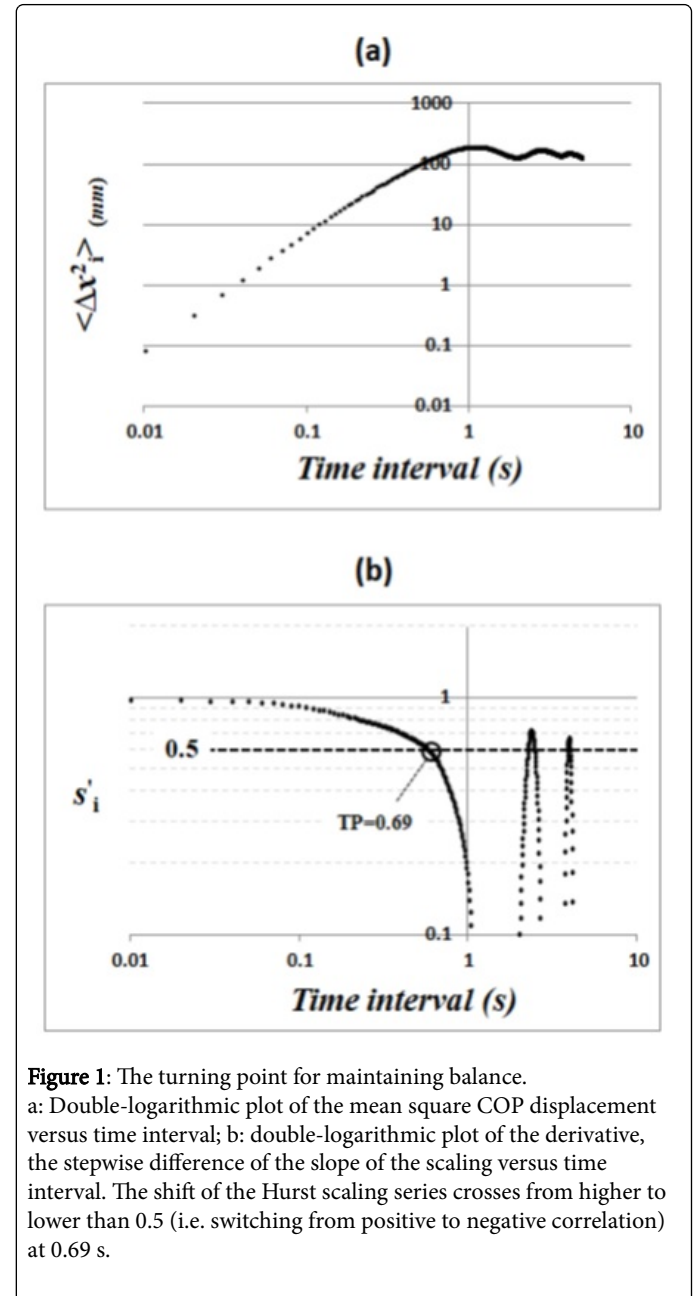 (a)
1000
100
10
1
0.1
0.01
<Δx²ᵢ> (mm)
0.01 0.1 1 10
Time interval (s)
(b)
1
0.5
s'ᵢ
TP=0.69
0.1
0.01 0.1 1 10
Time interval (s)
Figure 1: The turning point for maintaining balance.
a: Double-logarithmic plot of the mean square COP displacement
versus time interval; b: double-logarithmic plot of the derivative,
the stepwise difference of the slope of the scaling versus time
interval. The shift of the Hurst scaling series crosses from higher to
lower than 0.5 (i.e. switching from positive to negative correlation)
at 0.69 s.